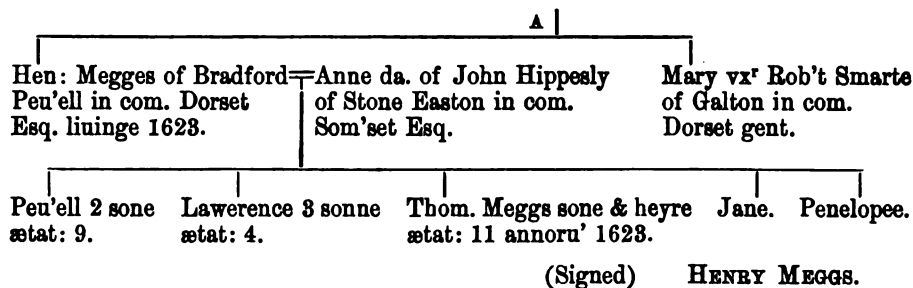 A
Hen: Megges of Bradford
Peu'ell in com. Dorset
Esq. liuinge 1623.
Anne da. of John Hippesly
of Stone Easton in com.
Som'set Esq.
Mary vxʳ Rob't Smarte
of Galton in com.
Dorset gent.
Peu'ell 2 sone
ætat: 9.
Lawerence 3 sonne
ætat: 4.
Thom. Meggs sone & heyre
ætat: 11 annoru' 1623.
Jane.
Penelopee.
(Signed) HENRY MEGGS.